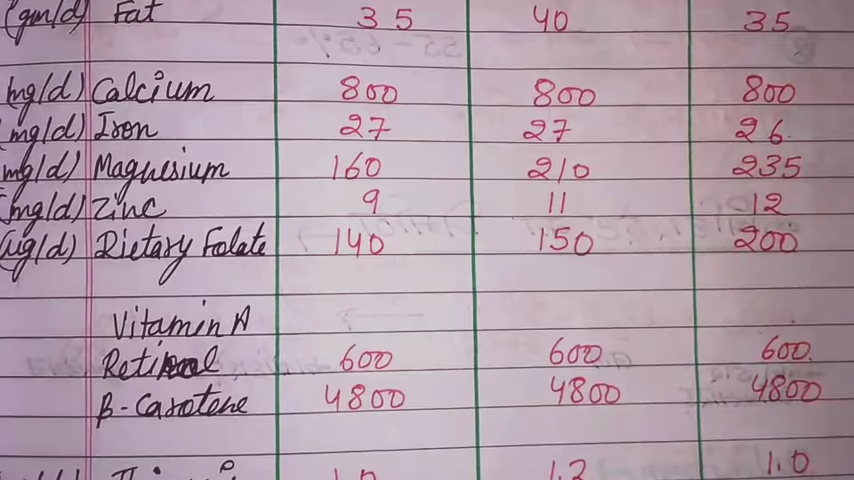 (gm/d) Fat 35 40 35
mg/d) Calcium 800 800 800
(mg/d) Iron 27 27 26.
mg/d) Magnesium 160 210 235
(mg/d) Zinc 9 11 12
(µg/d) Dietary Folate 140 150 200
Vitamin A
Retinol 600 600 600.
β-Carotene 4800 4800 4800
1.0 1.2 1.0